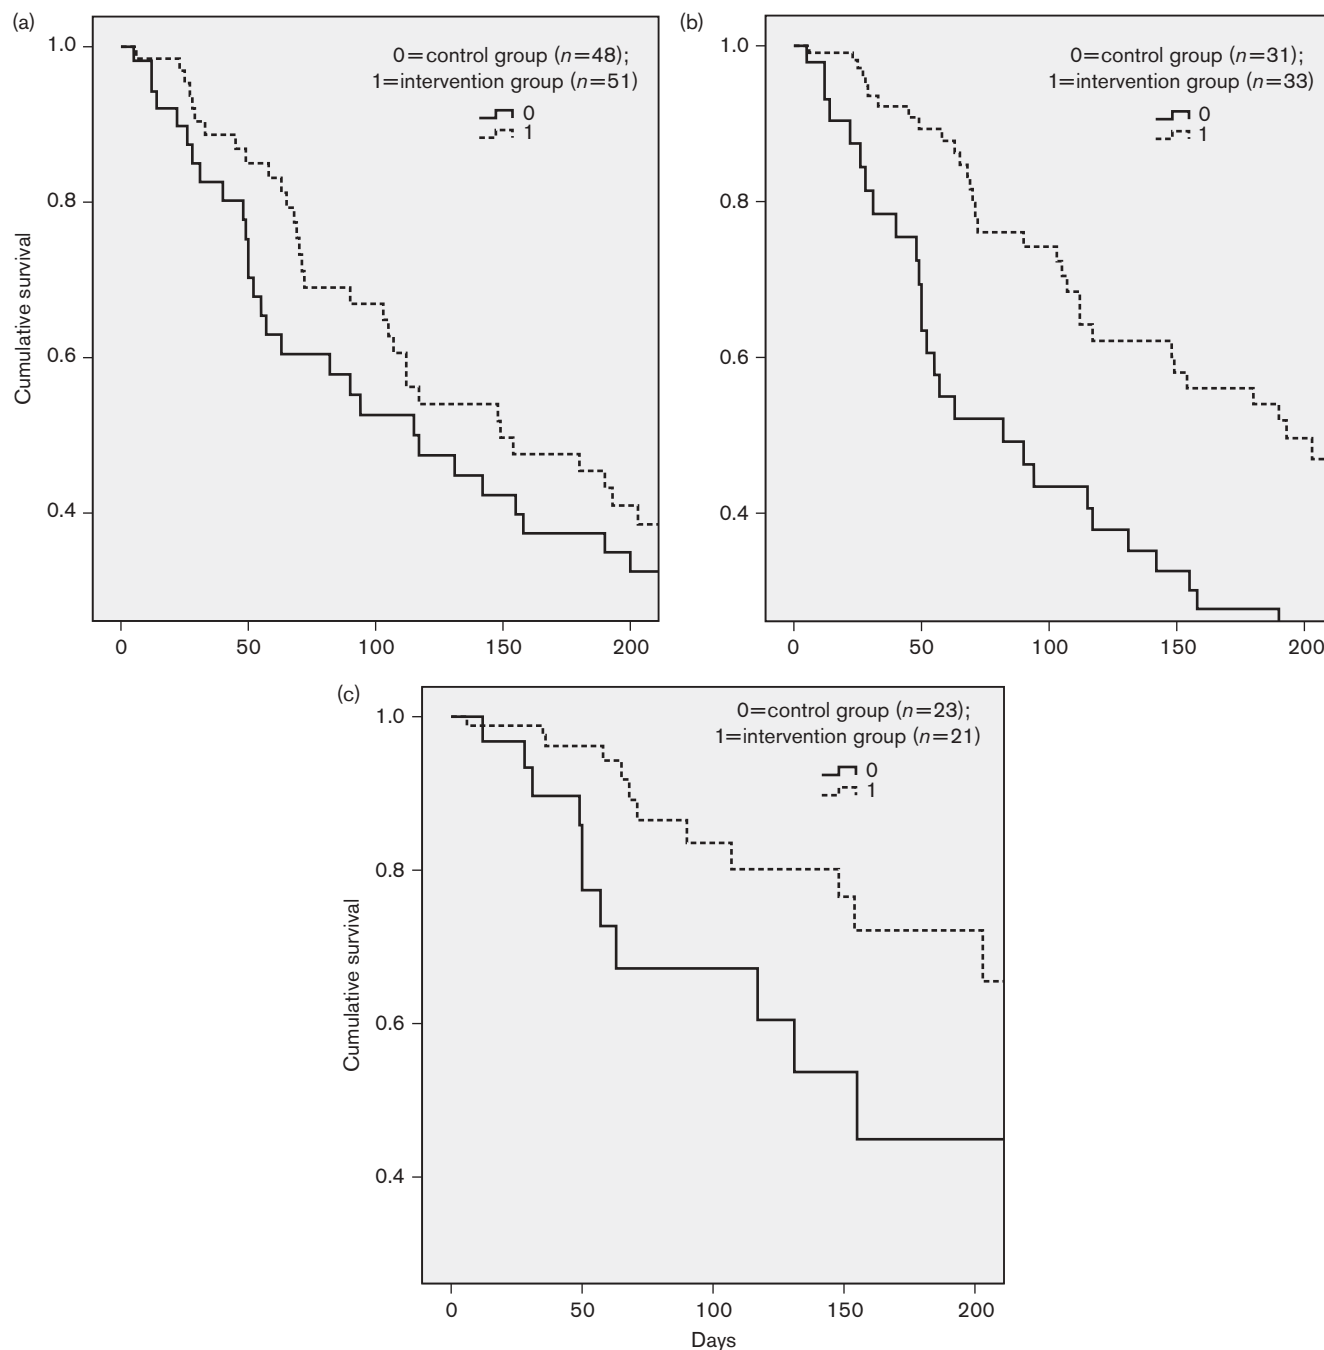 (a)
0=control group (n=48);
1=intervention group (n=51)
0
1
1.0
0.8
0.6
0.4
Cumulative survival
0 50 100 150 200
(b)
0=control group (n=31);
1=intervention group (n=33)
0
1
1.0
0.8
0.6
0.4
0 50 100 150 200
(c)
0=control group (n=23);
1=intervention group (n=21)
0
1
1.0
0.8
0.6
0.4
Cumulative survival
0 50 100 150 200
Days